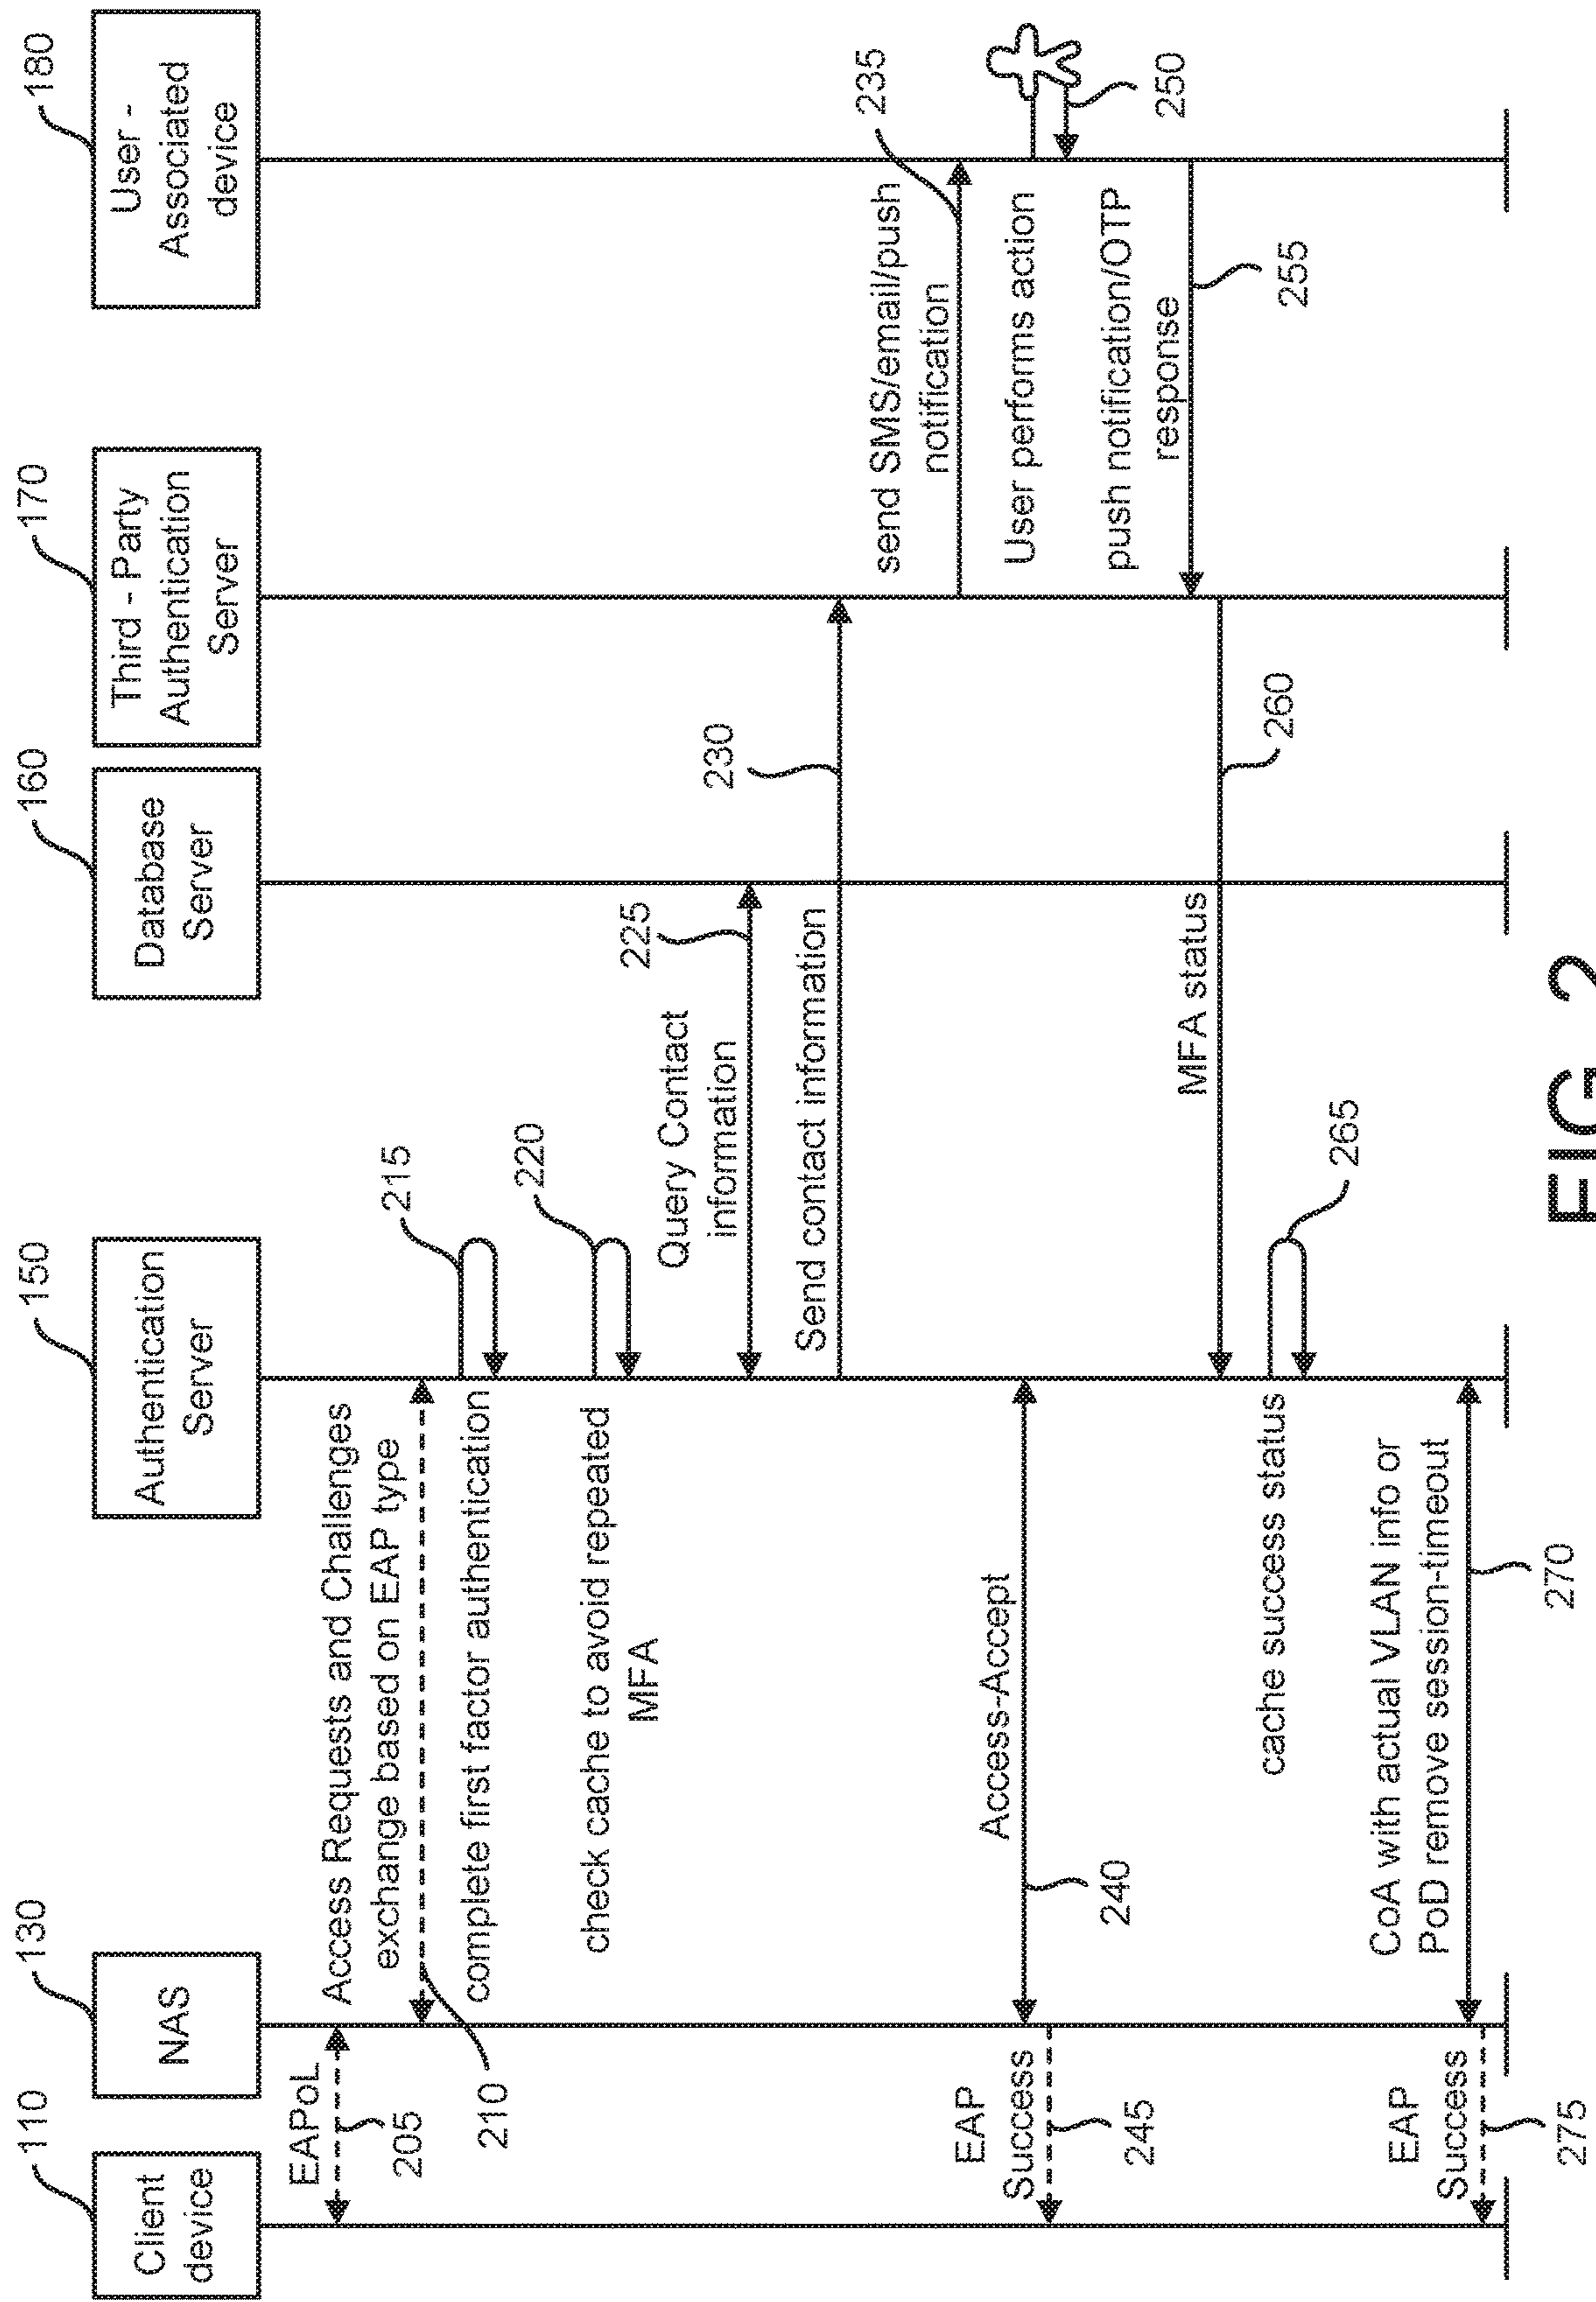 110
Client
device
130
NAS
150
Authentication
Server
160
Database
Server
170
Third - Party
Authentication
Server
180
User -
Associated
device
EAPoL
205
Access Requests and Challenges
exchange based on EAP type
210
complete first factor authentication
215
check cache to avoid repeated
MFA
220
Query Contact
information
225
Send contact information
230
send SMS/email/push
notification
235
Access-Accept
240
EAP
Success
245
User performs action
250
push notification/OTP
response
255
MFA status
260
cache success status
265
CoA with actual VLAN info or
PoD remove session-timeout
270
EAP
Success
275
FIG. 2